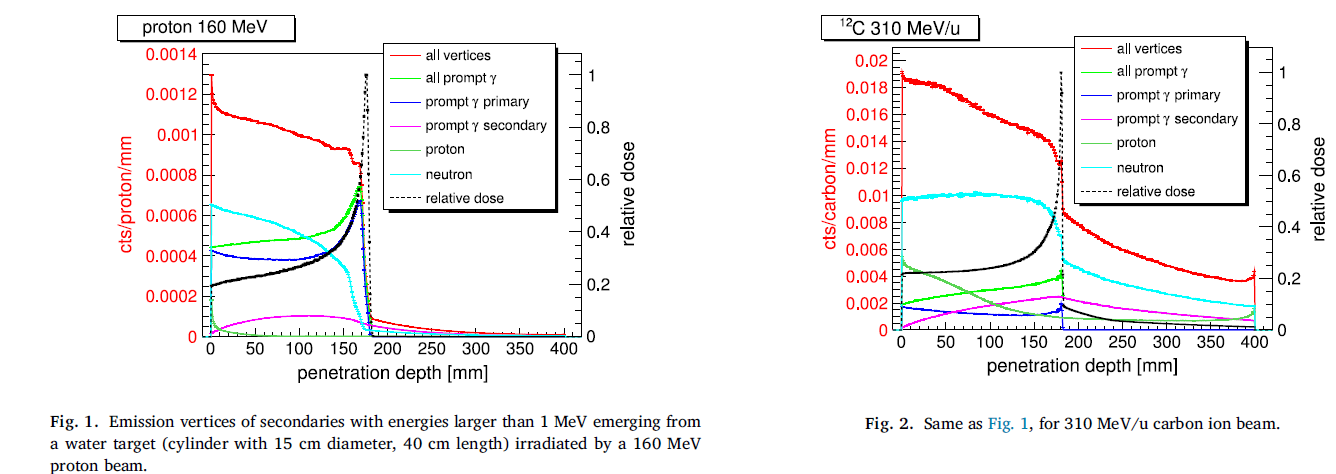 proton 160 MeV
0.0014
0.0012
0.001
0.0008
0.0006
0.0004
0.0002
0
cts/proton/mm
all vertices
all prompt γ
prompt γ primary
prompt γ secondary
proton
neutron
relative dose
1
0.8
0.6
0.4
0.2
0
relative dose
0 50 100 150 200 250 300 350 400
penetration depth [mm]
Fig. 1. Emission vertices of secondaries with energies larger than 1 MeV emerging from
a water target (cylinder with 15 cm diameter, 40 cm length) irradiated by a 160 MeV
proton beam.
¹²C 310 MeV/u
0.02
0.018
0.016
0.014
0.012
0.01
0.008
0.006
0.004
0.002
0
cts/carbon/mm
all vertices
all prompt γ
prompt γ primary
prompt γ secondary
proton
neutron
relative dose
1
0.8
0.6
0.4
0.2
0
relative dose
0 50 100 150 200 250 300 350 400
penetration depth [mm]
Fig. 2. Same as Fig. 1, for 310 MeV/u carbon ion beam.